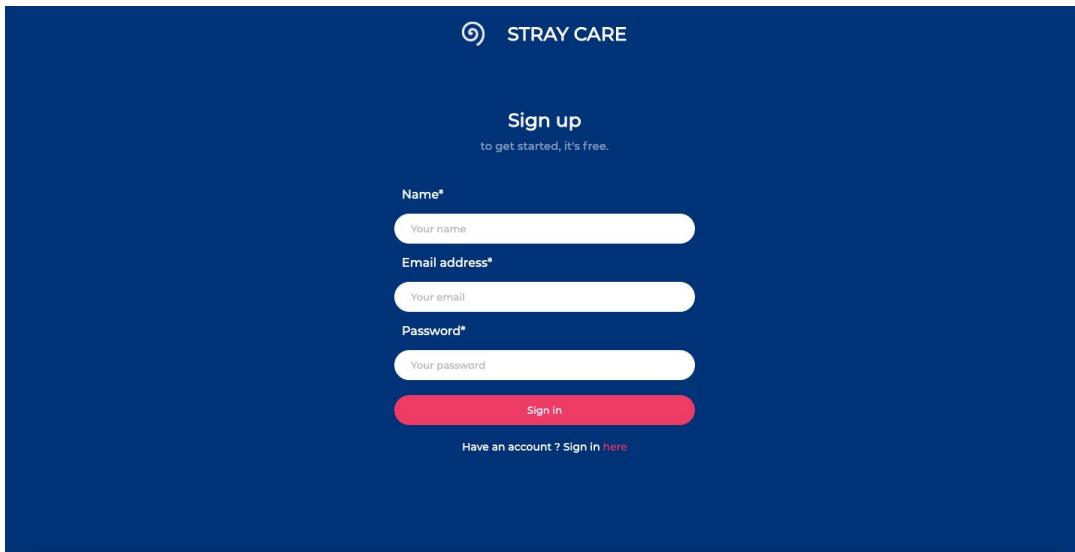 STRAY CARE
Sign up
to get started, it's free.
Name*
Your name
Email address*
Your email
Password*
Your password
Sign in
Have an account ? Sign in here